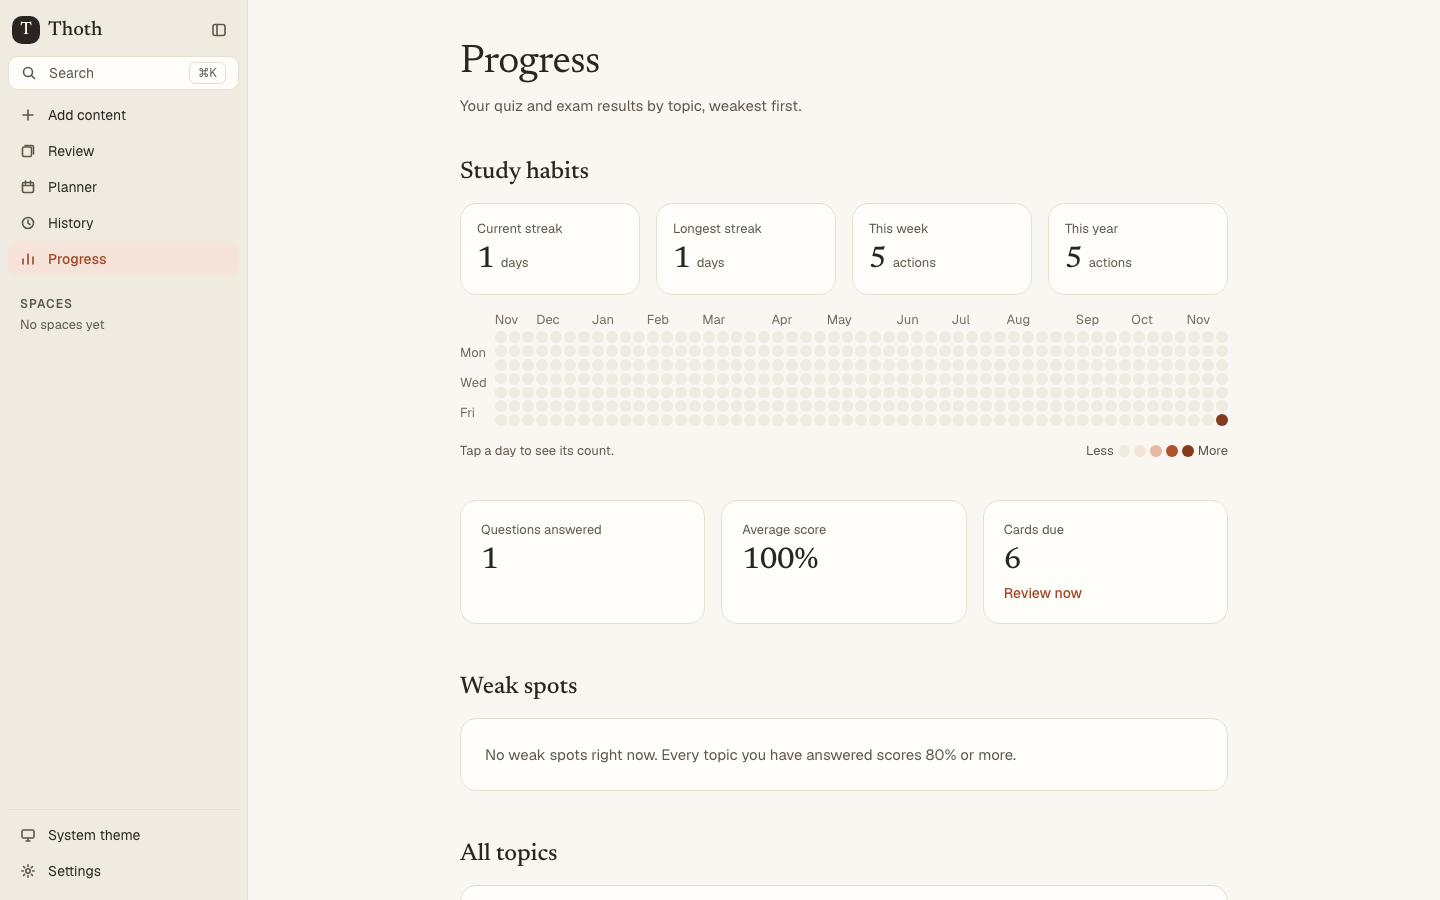 T Thoth
Search ⌘K
Add content
Review
Planner
History
Progress
SPACES
No spaces yet
System theme
Settings
Progress
Your quiz and exam results by topic, weakest first.
Study habits
Current streak
1 days
Longest streak
1 days
This week
5 actions
This year
5 actions
Nov Dec Jan Feb Mar Apr May Jun Jul Aug Sep Oct Nov
Mon
Wed
Fri
Tap a day to see its count.
Less More
Questions answered
1
Average score
100%
Cards due
6
Review now
Weak spots
No weak spots right now. Every topic you have answered scores 80% or more.
All topics